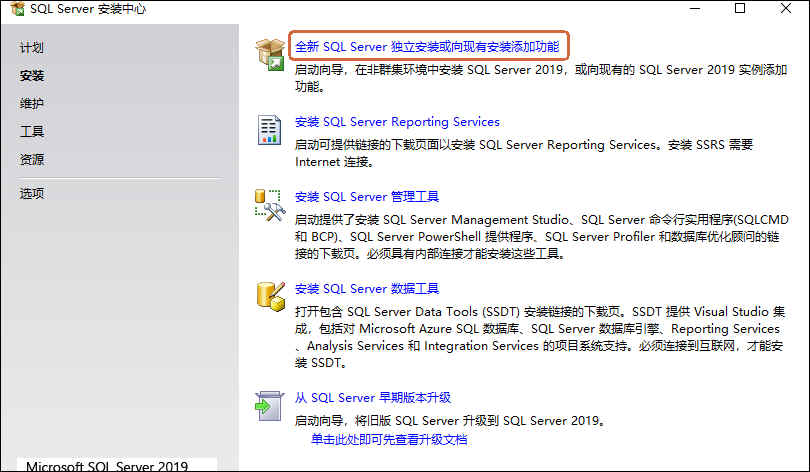 SQL Server 安装中心
计划
安装
维护
工具
资源
选项
全新 SQL Server 独立安装或向现有安装添加功能
启动向导，在非群集环境中安装 SQL Server 2019，或向现有的 SQL Server 2019 实例添加
功能。
安装 SQL Server Reporting Services
启动可提供链接的下载页面以安装 SQL Server Reporting Services。安装 SSRS 需要
Internet 连接。
安装 SQL Server 管理工具
启动提供了安装 SQL Server Management Studio、SQL Server 命令行实用程序(SQLCMD
和 BCP)、SQL Server PowerShell 提供程序、SQL Server Profiler 和数据库优化顾问的链
接的下载页。必须具有内部连接才能安装这些工具。
安装 SQL Server 数据工具
打开包含 SQL Server Data Tools (SSDT) 安装链接的下载页。SSDT 提供 Visual Studio 集
成，包括对 Microsoft Azure SQL 数据库、SQL Server 数据库引擎、Reporting Services
、Analysis Services 和 Integration Services 的项目系统支持。必须连接到互联网，才能安
装 SSDT。
从 SQL Server 早期版本升级
启动向导，将旧版 SQL Server 升级到 SQL Server 2019。
单击此处即可先查看升级文档
Microsoft SQL Server 2019